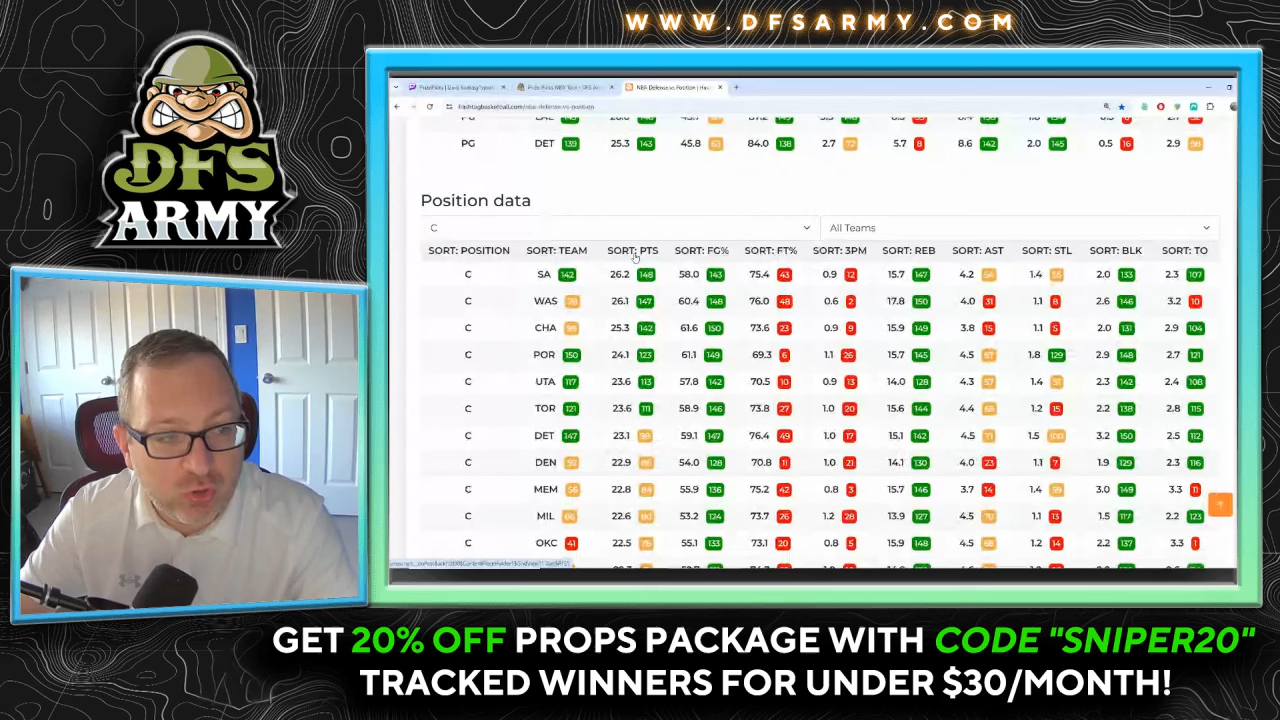 WWW.DFSARMY.COM
DFS
ARMY
NBA Defense vs Position | Ha
hashtagbasketball.com/nba-defense-vs-position
PG DET 139 25.3 143 45.8 63 84.0 138 2.7 72 5.7 8 8.6 142 2.0 145 0.5 16 2.9 98
Position data
C All Teams
SORT: POSITION SORT: TEAM SORT: PTS SORT: FG% SORT: FT% SORT: 3PM SORT: REB SORT: AST SORT: STL SORT: BLK SORT: TO
C SA 142 26.2 148 58.0 143 75.4 43 0.9 12 15.7 147 4.2 1.4 2.0 133 2.3 107
C WAS 26.1 147 60.4 148 76.0 48 0.6 2 17.8 150 4.0 31 1.1 8 2.6 146 3.2 10
C CHA 25.3 142 61.6 150 73.6 23 0.9 9 15.9 149 3.8 15 1.1 5 2.0 131 2.9 104
C POR 150 24.1 123 61.1 149 69.3 6 1.1 26 15.7 145 4.5 1.8 129 2.9 148 2.7 121
C UTA 117 23.6 113 57.8 142 70.5 10 0.9 13 14.0 128 4.3 1.4 2.3 142 2.4 108
C TOR 121 23.6 111 58.9 146 73.8 27 1.0 20 15.6 144 4.4 1.2 15 2.2 138 2.8 115
C DET 147 23.1 59.1 147 76.4 49 1.0 17 15.1 142 4.5 71 1.5 100 3.2 150 2.5 112
C DEN 22.9 54.0 128 70.8 11 1.0 21 14.1 130 4.0 23 1.1 7 1.9 129 2.3 116
C MEM 56 22.8 84 55.9 136 75.2 42 0.8 3 15.7 146 3.7 14 1.4 3.0 149 3.3 11
C MIL 22.6 53.2 124 73.7 26 1.2 28 13.9 127 4.5 1.1 13 1.5 117 2.2 123
C OKC 41 22.5 55.1 133 73.1 20 0.8 5 15.9 148 4.5 1.2 14 2.2 137 3.3 1
GET 20% OFF PROPS PACKAGE WITH CODE "SNIPER20"
TRACKED WINNERS FOR UNDER $30/MONTH!